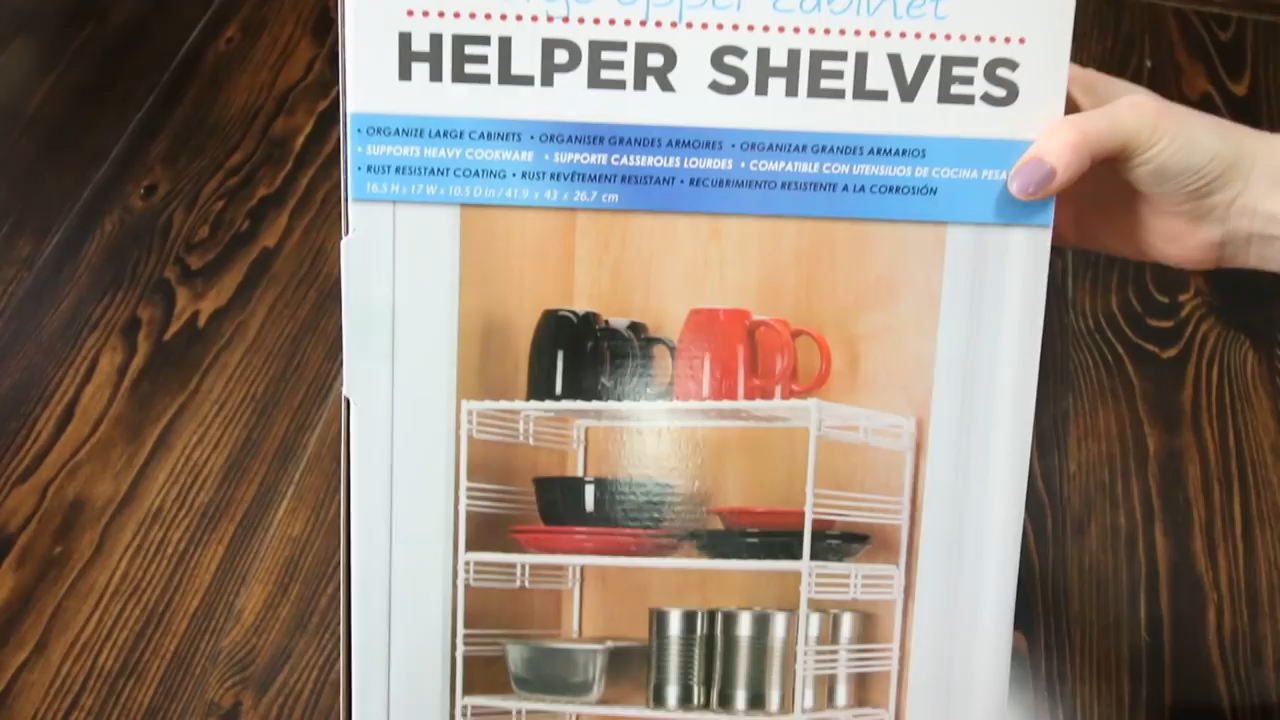 upper cabinet
HELPER SHELVES
• ORGANIZE LARGE CABINETS • ORGANISER GRANDES ARMOIRES • ORGANIZAR GRANDES ARMARIOS
• SUPPORTS HEAVY COOKWARE • SUPPORTE CASSEROLES LOURDES • COMPATIBLE CON UTENSILIOS DE COCINA
• RUST RESISTANT COATING • RUST REVÊTEMENT RESISTANT • RECUBRIMIENTO RESISTENTE A LA CORROSIÓN
16.5 H x 17 W x 10.5 D in / 41.9 x 43 x 26.7 cm